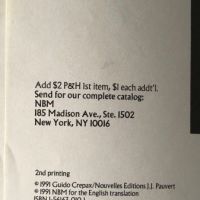 Add $2 P&H 1st item, $1 each addt'l.
Send for our complete catalog:
NBM
185 Madison Ave., Ste. 1502
New York, NY 10016
2nd printing
© 1991 Guido Crepax/Nouvelles Editions J.J. Pauvert
© 1991 NBM for the English translation
ISBN